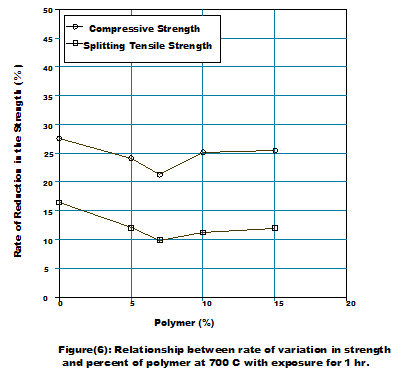 Compressive Strength
Splitting Tensile Strength
Rate of Reduction in the Strength (%)
50
45
40
35
30
25
20
15
10
5
0
0 5 10 15 20
Polymer (%)
Figure(6): Relationship between rate of variation in strength
and percent of polymer at 700 C with exposure for 1 hr.